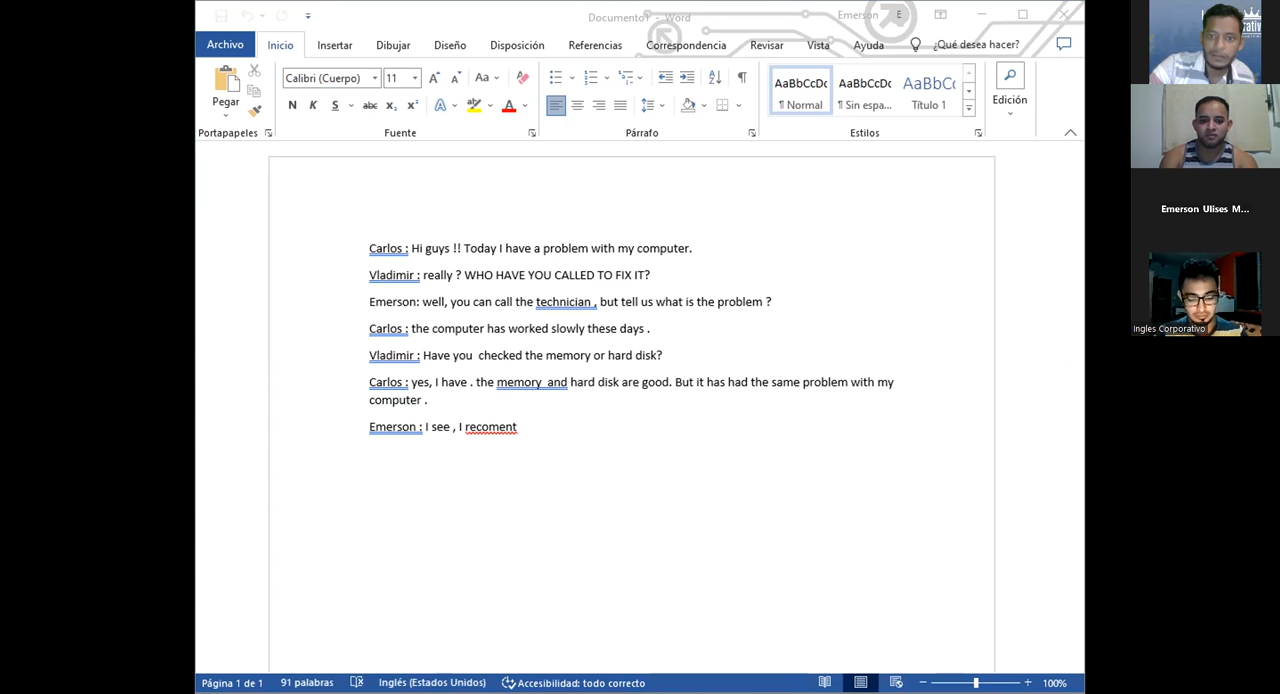 Documento1 - Word
Emerson
E
Archivo
Inicio
Insertar
Dibujar
Diseño
Disposición
Referencias
Correspondencia
Revisar
Vista
Ayuda
¿Qué desea hacer?
Pegar
Calibri (Cuerpo)
11
Aa
N K S abc x₂ x²
A
A
AaBbCcDc
AaBbCcDc
AaBbC
¶ Normal
¶ Sin espa...
Título 1
Edición
Portapapeles
Fuente
Párrafo
Estilos
Carlos : Hi guys !! Today I have a problem with my computer.
Vladimir : really ? WHO HAVE YOU CALLED TO FIX IT?
Emerson: well, you can call the technician , but tell us what is the problem ?
Carlos : the computer has worked slowly these days .
Vladimir : Have you checked the memory or hard disk?
Carlos : yes, I have . the memory and hard disk are good. But it has had the same problem with my
computer .
Emerson : I see , I recoment
Página 1 de 1
91 palabras
Inglés (Estados Unidos)
Accesibilidad: todo correcto
100%
Emerson Ulises M...
Ingles Corporativo